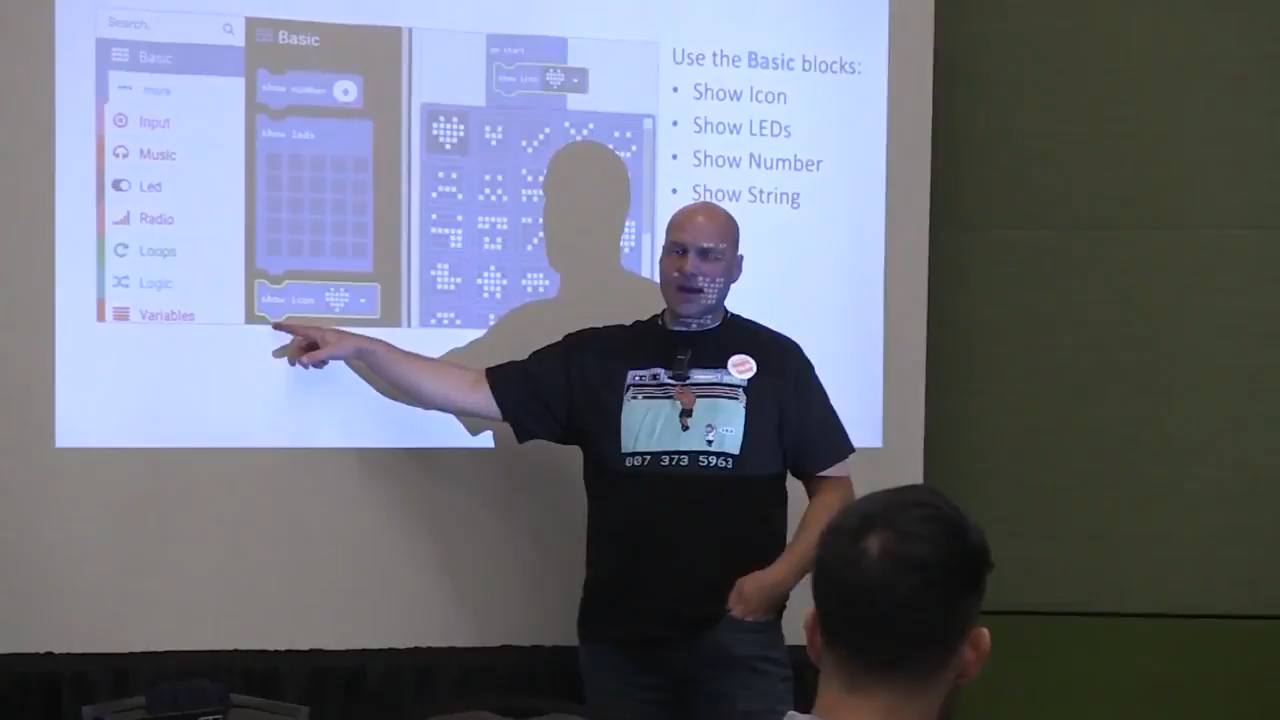 Search.
Basic
more
Input
Music
Led
Radio
Loops
Logic
Variables
Basic
show number
0
show leds
show icon
on start
show icon
Use the Basic blocks:
• Show Icon
• Show LEDs
• Show Number
• Show String
007 373 5963